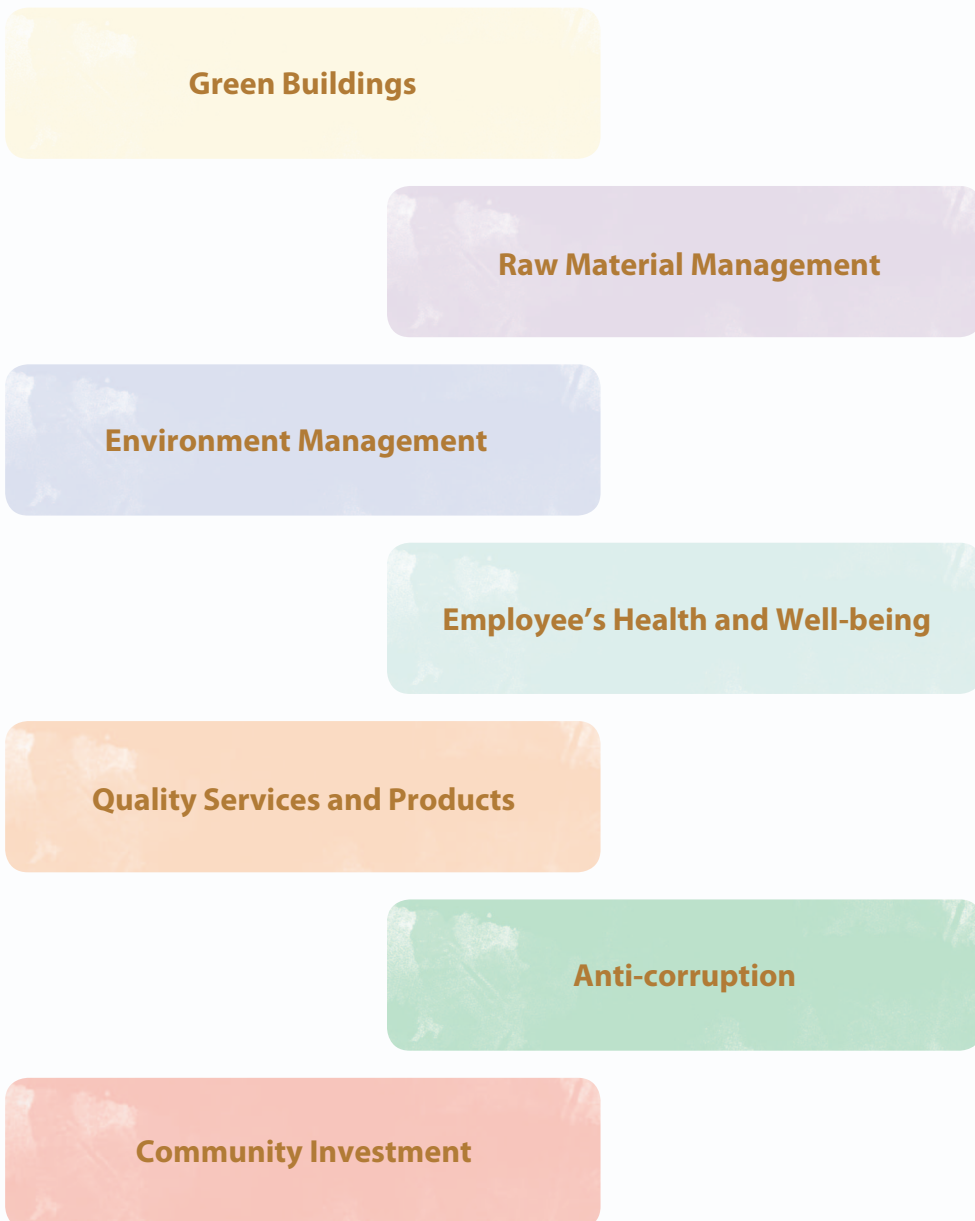 Green Buildings
Raw Material Management
Environment Management
Employee’s Health and Well-being
Quality Services and Products
Anti-corruption
Community Investment